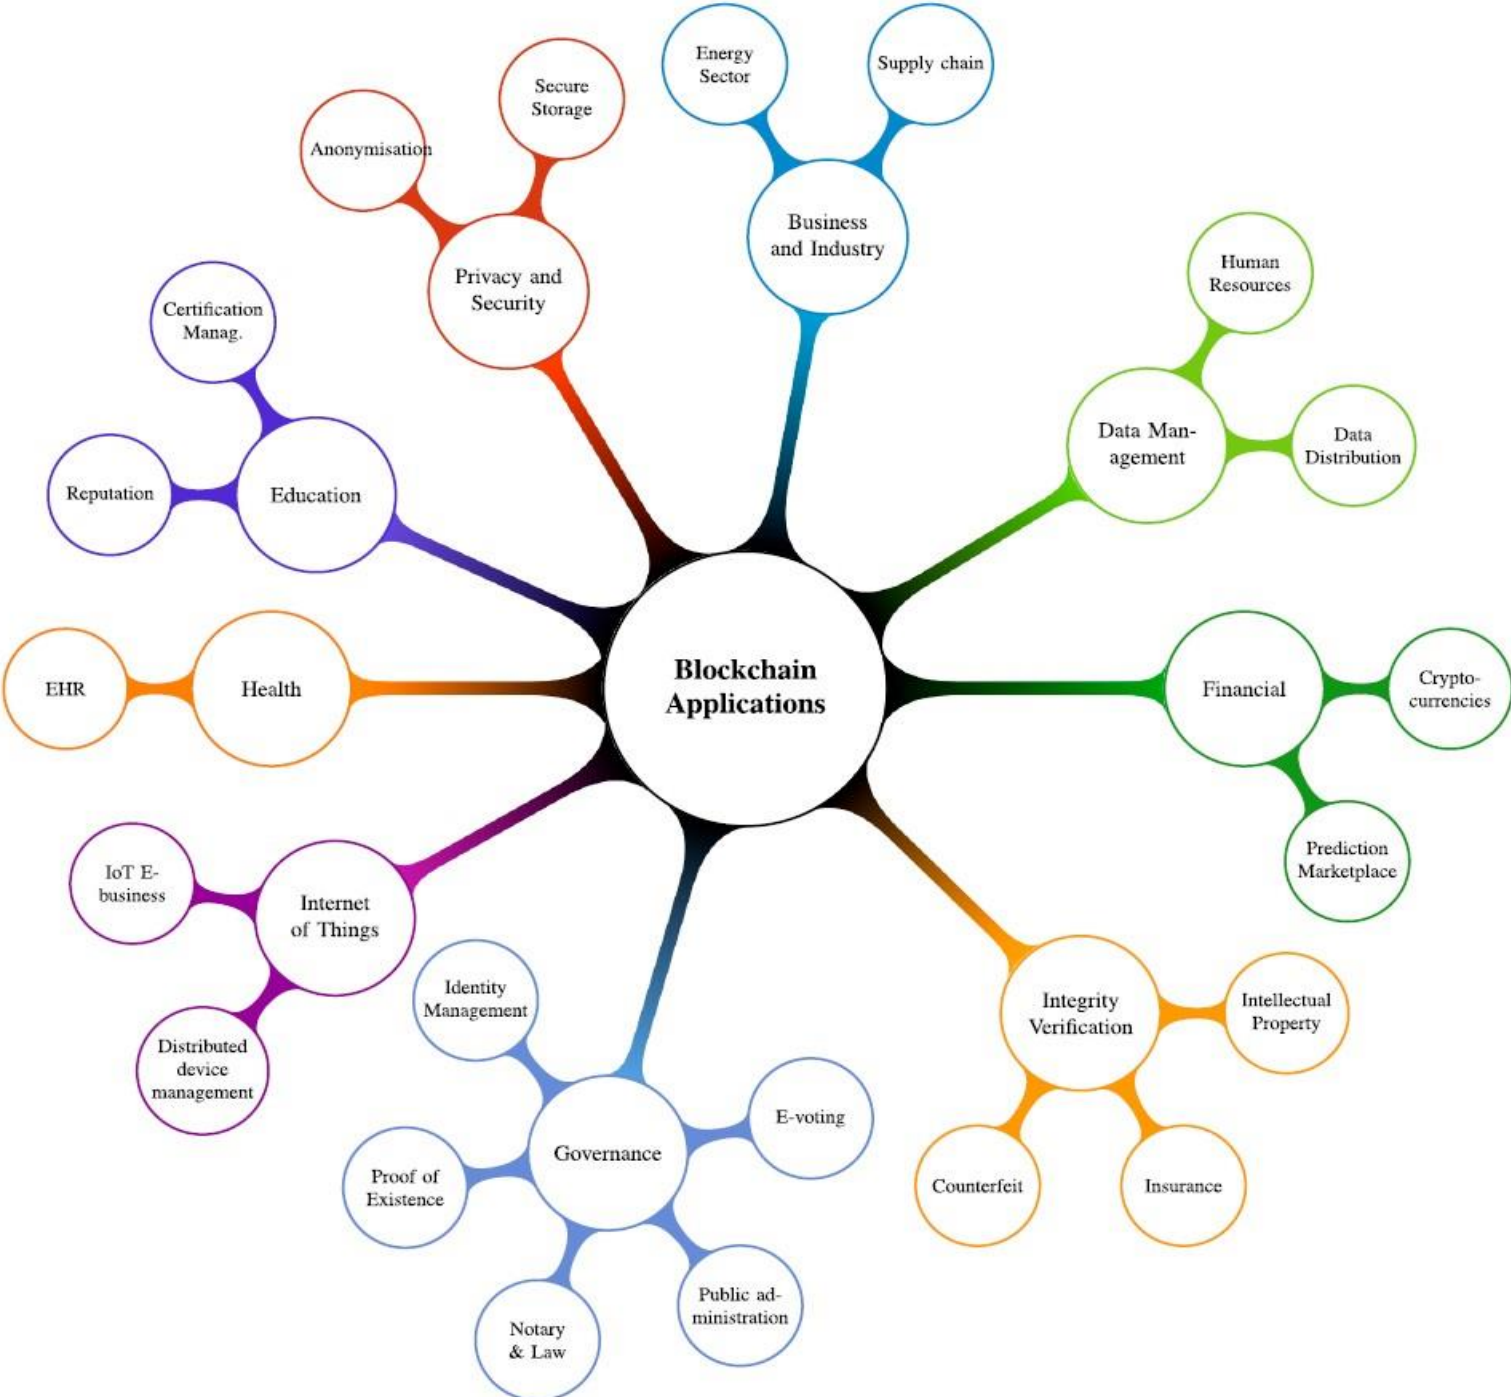 Energy
Sector
Supply chain
Secure
Storage
Anonymisation
Business
and Industry
Privacy and
Security
Human
Resources
Certification
Manag.
Data Man-
agement
Data
Distribution
Reputation
Education
Blockchain
Applications
EHR
Health
Financial
Crypto-
currencies
Prediction
Marketplace
IoT E-
business
Internet
of Things
Identity
Management
Distributed
device
management
Integrity
Verification
Intellectual
Property
E-voting
Governance
Proof of
Existence
Counterfeit
Insurance
Public ad-
ministration
Notary
& Law